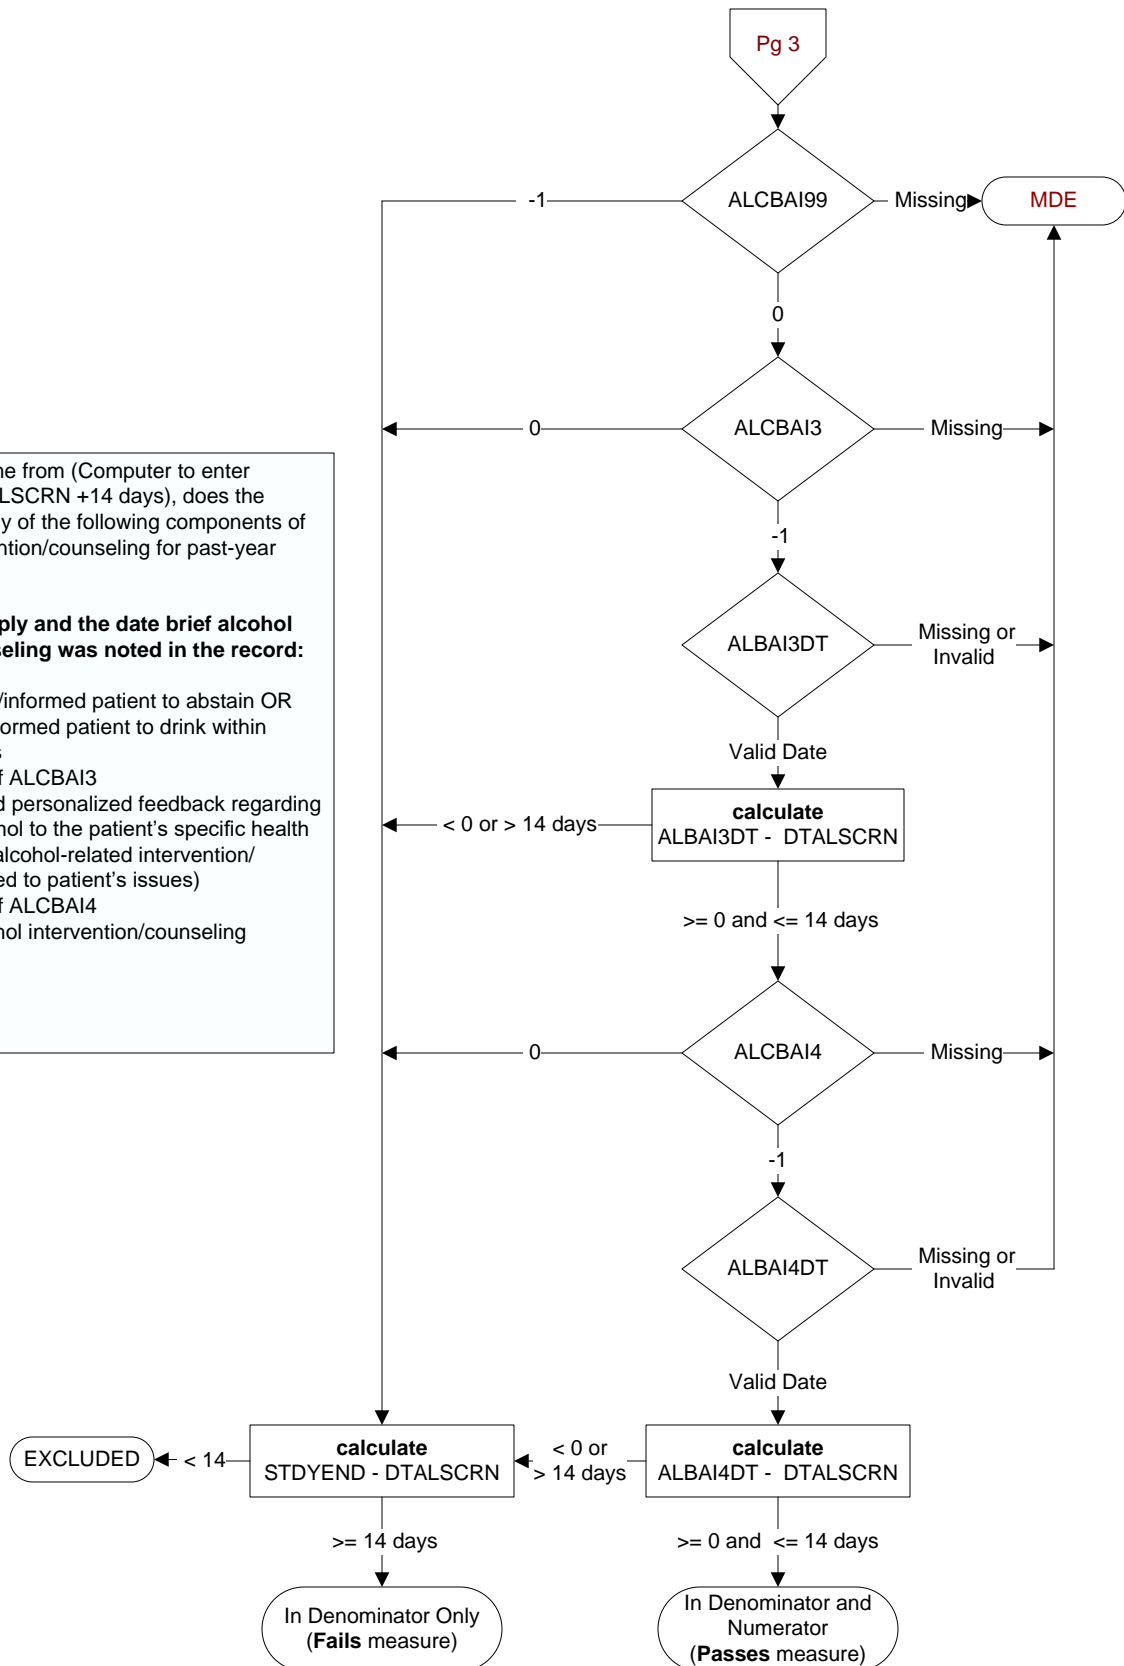 Pg 3
ALCBAI99
-1
Missing
MDE
0
ALCBAI3
0
Missing
-1
ALBAI3DT
Missing or
Invalid
Valid Date
calculate
ALBAI3DT - DTALSCRN
< 0 or > 14 days
>= 0 and <= 14 days
ALCBAI4
0
Missing
-1
ALBAI4DT
Missing or
Invalid
Valid Date
calculate
ALBAI4DT - DTALSCRN
< 0 or
> 14 days
calculate
STDYEND - DTALSCRN
< 14
EXCLUDED
>= 14 days
>= 0 and <= 14 days
In Denominator Only
(Fails measure)
In Denominator and
Numerator
(Passes measure)
me from (Computer to enter
LSCRN +14 days), does the
y of the following components of
ntion/counseling for past-year
ply and the date brief alcohol
seling was noted in the record:
/informed patient to abstain OR
formed patient to drink within
s
f ALCBAI3
d personalized feedback regarding
hol to the patient's specific health
alcohol-related intervention/
ed to patient's issues)
f ALCBAI4
hol intervention/counseling